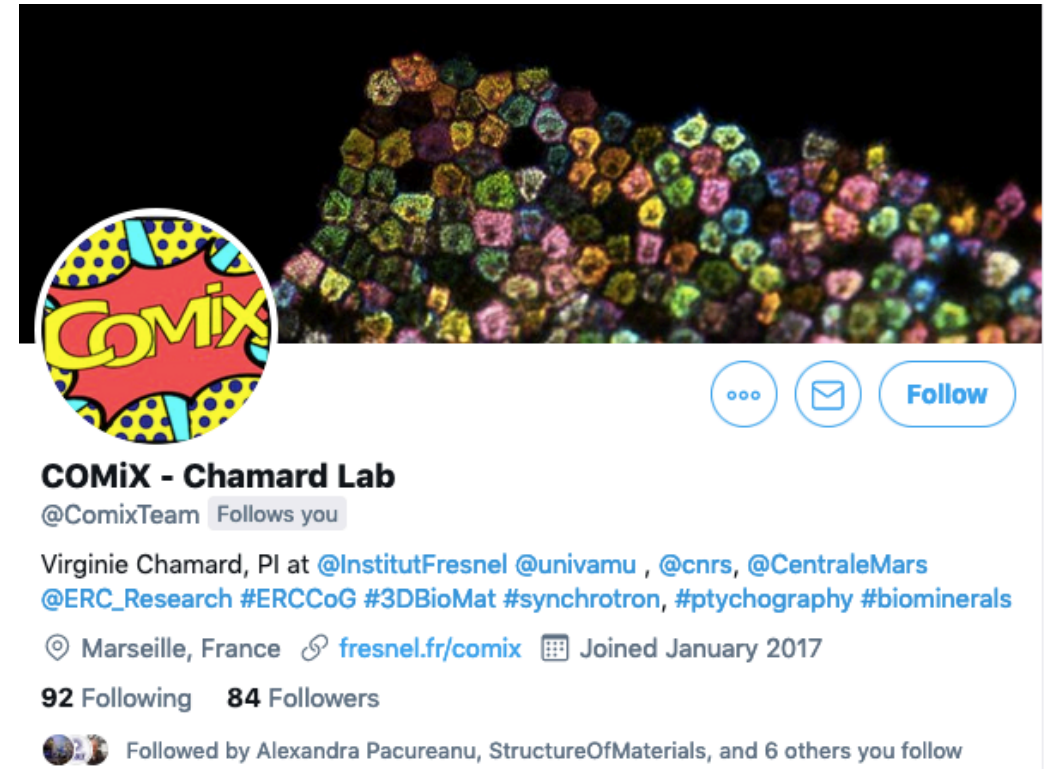 COMiX
Follow
COMiX - Chamard Lab
@ComixTeam Follows you
Virginie Chamard, PI at @InstitutFresnel @univamu , @cnrs, @CentraleMars
@ERC_Research #ERCCoG #3DBioMat #synchrotron, #ptychography #biominerals
Marseille, France fresnel.fr/comix Joined January 2017
92 Following 84 Followers
Followed by Alexandra Pacureanu, StructureOfMaterials, and 6 others you follow